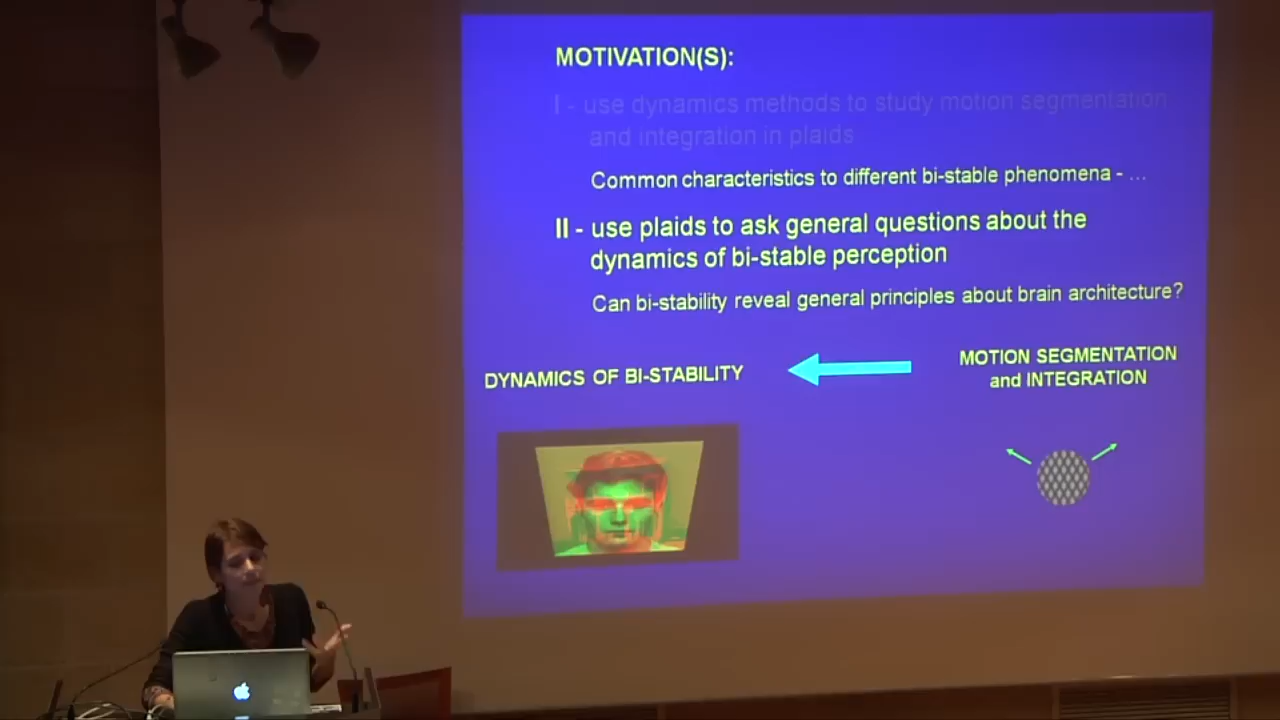 MOTIVATION(S):
I - use dynamics methods to study motion segmentation
and integration in plaids
Common characteristics to different bi-stable phenomena - ...
II - use plaids to ask general questions about the
dynamics of bi-stable perception
Can bi-stability reveal general principles about brain architecture?
DYNAMICS OF BI-STABILITY
MOTION SEGMENTATION
and INTEGRATION